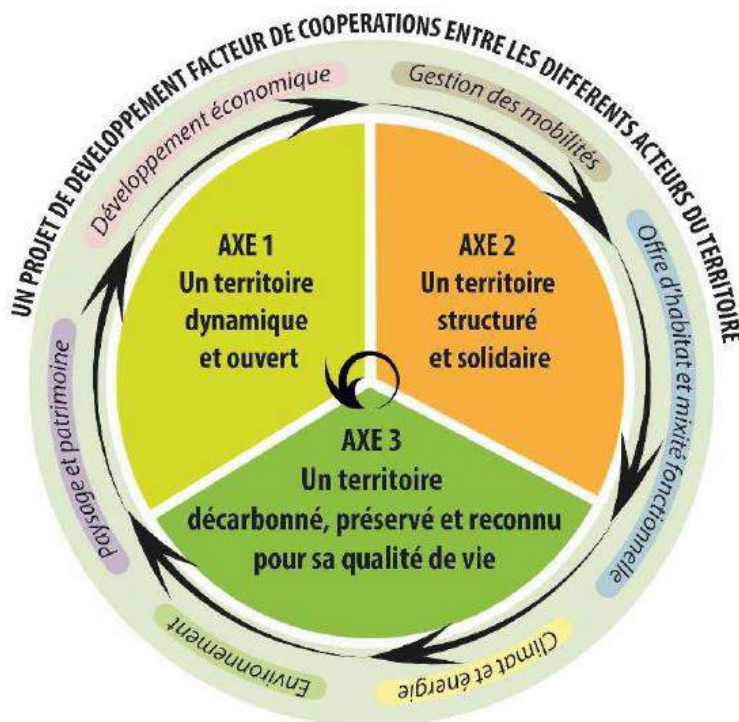 UN PROJET DE DEVELOPPEMENT FACTEUR DE COOPERATIONS ENTRE LES DIFFERENTS ACTEURS DU TERRITOIRE
Développement économique
Gestion des mobilités
Offre d'habitat et mixité fonctionnelle
Climat et énergie
Environnement
Paysage et patrimoine
AXE 1
Un territoire
dynamique
et ouvert
AXE 2
Un territoire
structuré
et solidaire
AXE 3
Un territoire
décarbonné, préservé et reconnu
pour sa qualité de vie